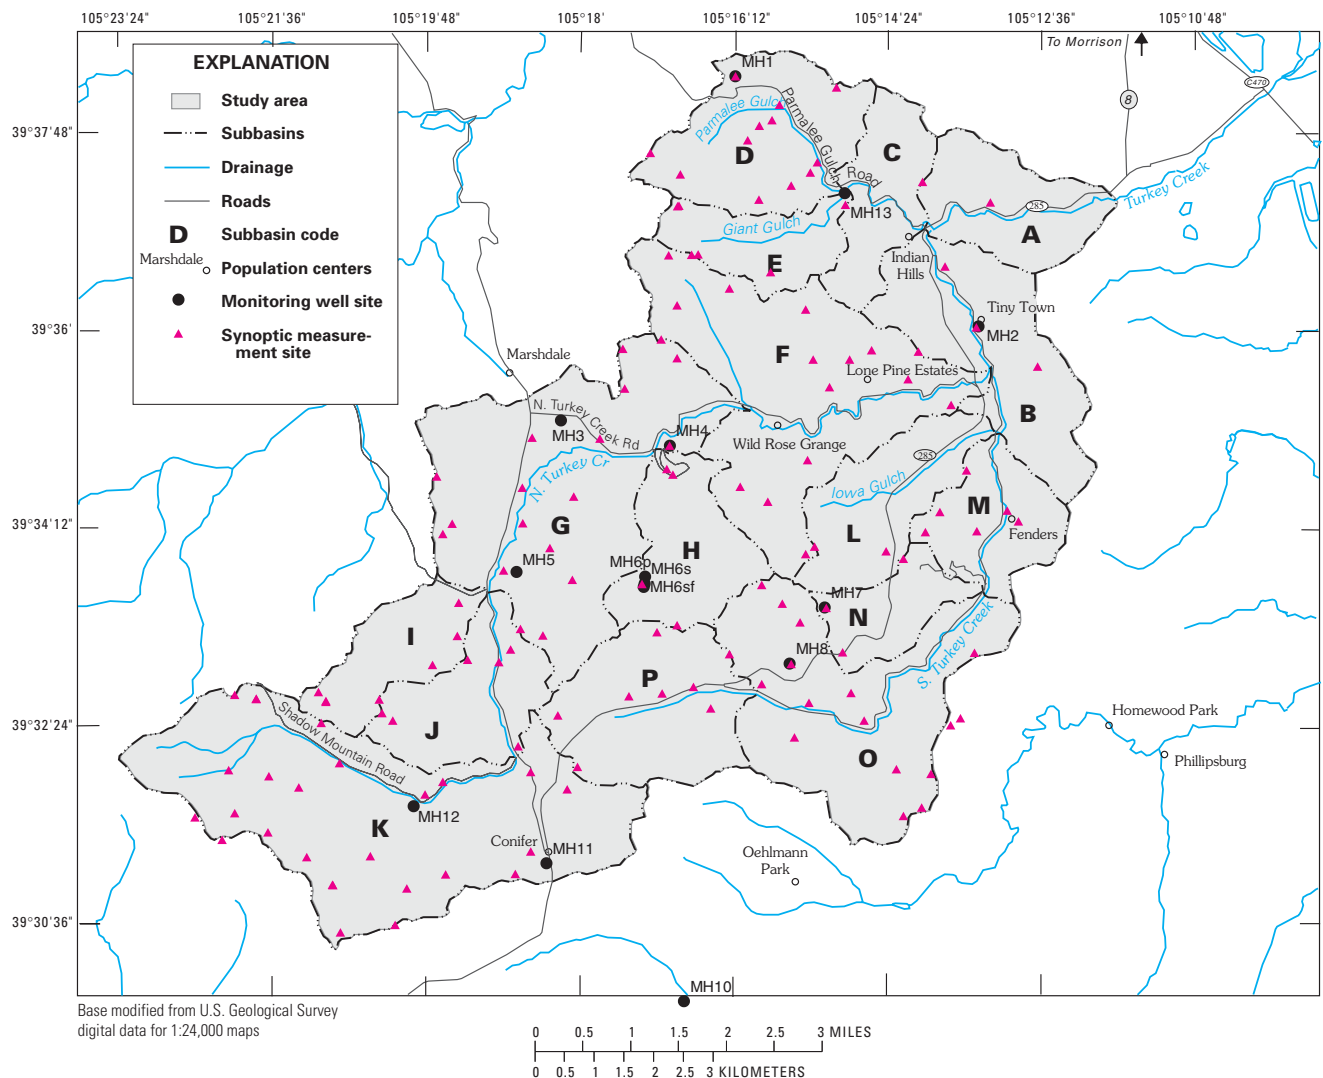 105°23'24"
105°21'36"
105°19'48"
105°18'
105°16'12"
105°14'24"
105°12'36"
105°10'48"
To Morrison
C470
8
EXPLANATION
Study area
Subbasins
Drainage
Roads
D
Subbasin code
Marshdale
Population centers
Monitoring well site
Synoptic measure-
ment site
39°37'48"
39°36'
39°34'12"
39°32'24"
39°30'36"
MH1
Parmalee Gulch
Parmalee Gulch
Road
D
C
MH13
285
Turkey Creek
A
Giant Gulch
E
Indian
Hills
Tiny Town
MH2
Marshdale
F
Lone Pine Estates
N. Turkey Creek Rd
MH3
MH4
Wild Rose Grange
B
N. Turkey Cr
285
Iowa Gulch
G
M
Fenders
L
H
MH5
MH6p
MH6s
MH6sf
MH7
N
I
MH8
S. Turkey Creek
P
Shadow Mountain Road
J
Homewood Park
Phillipsburg
O
K
MH12
Conifer
MH11
Oehlmann
Park
MH10
Base modified from U.S. Geological Survey
digital data for 1:24,000 maps
0 0.5 1 1.5 2 2.5 3 MILES
0 0.5 1 1.5 2 2.5 3 KILOMETERS